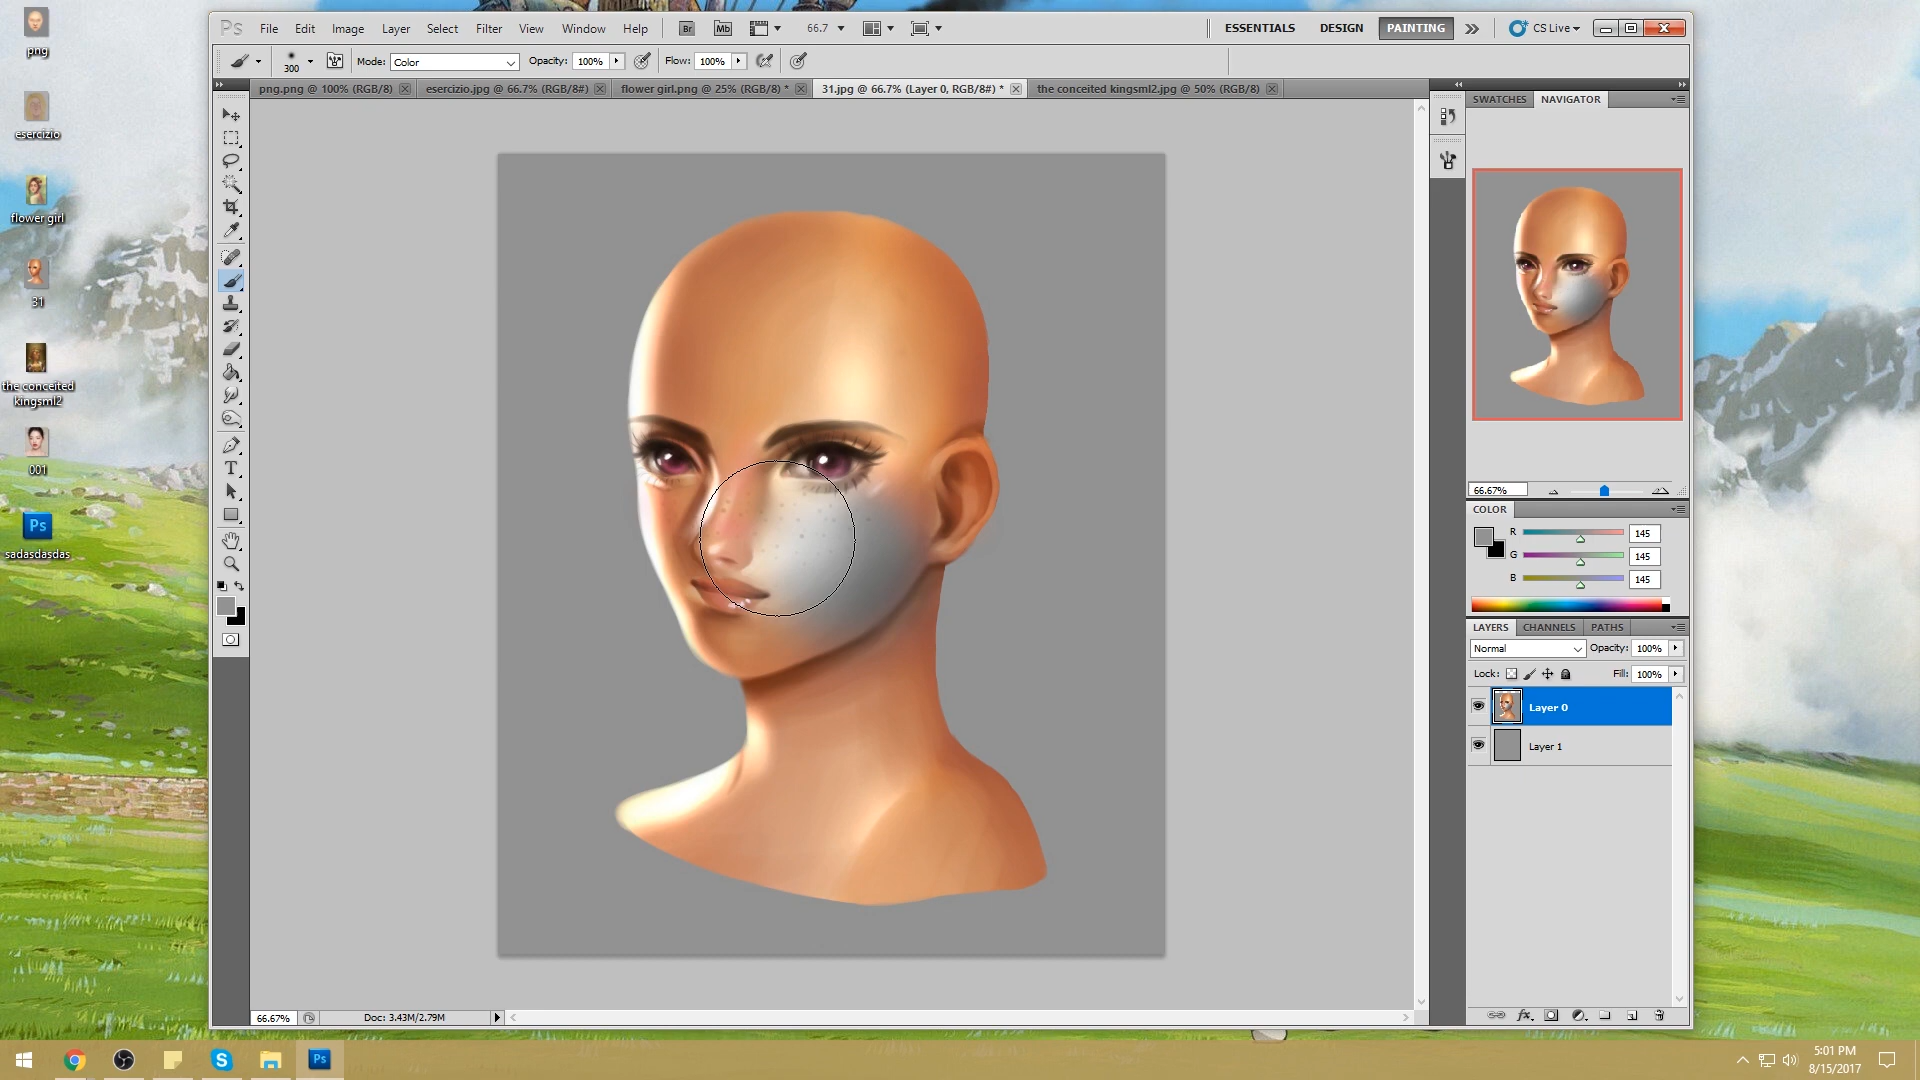 Ps File Edit Image Layer Select Filter View Window Help Br Mb 66.7 ESSENTIALS DESIGN PAINTING CS Live
300 Mode: Color Opacity: 100% Flow: 100%
png.png @ 100% (RGB/8) esercizio.jpg @ 66.7% (RGB/8#) flower girl.png @ 25% (RGB/8) * 31.jpg @ 66.7% (Layer 0, RGB/8#) * the conceited kingsml2.jpg @ 50% (RGB/8)
png
esercizio
flower girl
31
the conceited
kingsml2
001
Ps
sadasdasdas
T
SWATCHES NAVIGATOR
66.67%
COLOR
R 145
G 145
B 145
LAYERS CHANNELS PATHS
Normal Opacity: 100%
Lock: Fill: 100%
Layer 0
Layer 1
fx
66.67% Doc: 3.43M/2.79M
S Ps
5:01 PM
8/15/2017